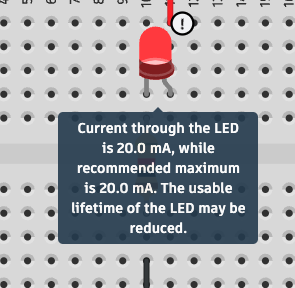 !
Current through the LED
is 20.0 mA, while
recommended maximum
is 20.0 mA. The usable
lifetime of the LED may be
reduced.